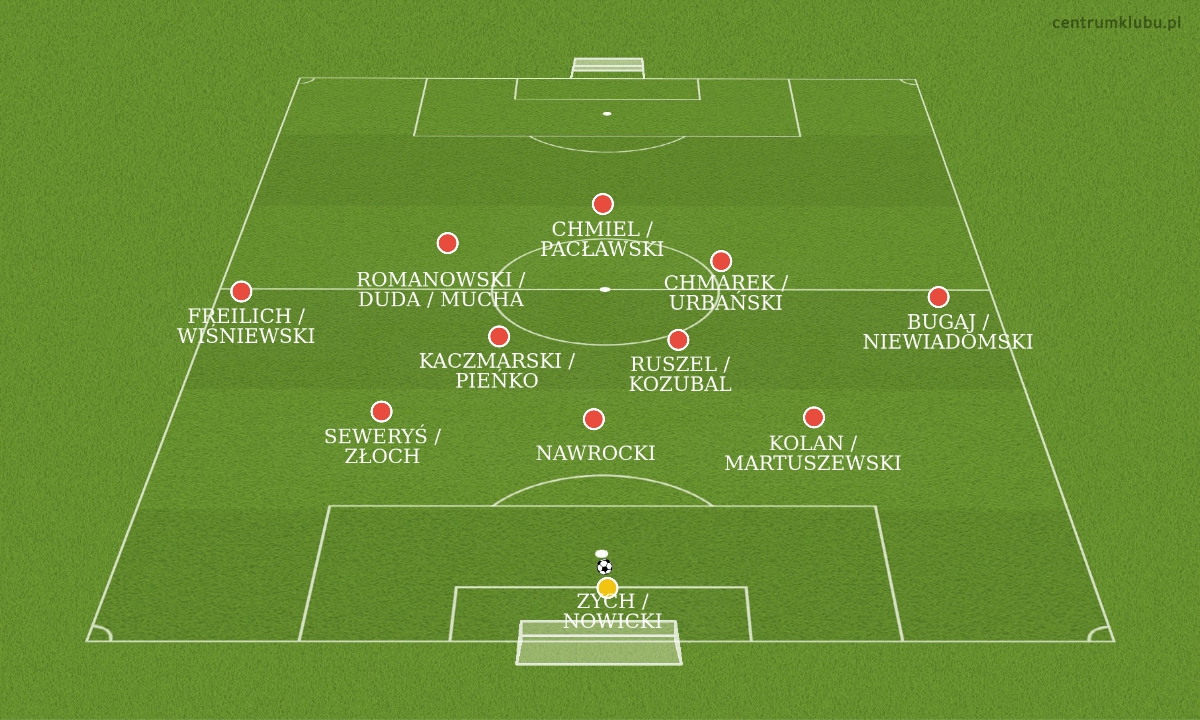 centrumklubu.pl
CHMIEL /
PACŁAWSKI
ROMANOWSKI /
DUDA / MUCHA
CHMAREK /
URBAŃSKI
FREILICH /
WIŚNIEWSKI
BUGAJ /
NIEWIADOMSKI
KACZMARSKI /
PIEŃKO
RUSZEL /
KOZUBAL
SEWERYŚ /
ZŁOCH
NAWROCKI
KOLAN /
MARTUSZEWSKI
ZYCH /
NOWICKI